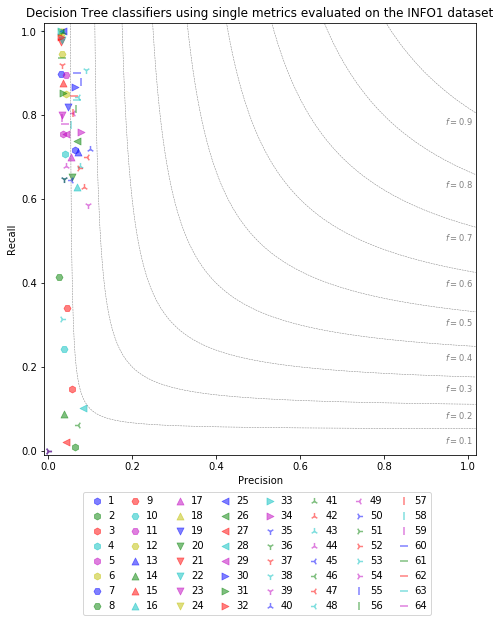 Decision Tree classifiers using single metrics evaluated on the INFO1 dataset
1.0
f = 0.9
0.8
f = 0.8
Recall
0.6
f = 0.7
f = 0.6
0.4
f = 0.5
f = 0.4
0.2
f = 0.3
f = 0.2
0.0
f = 0.1
0.0 0.2 0.4 0.6 0.8 1.0
Precision
1 9 17 25 33 41 49 57
2 10 18 26 34 42 50 58
3 11 19 27 35 43 51 59
4 12 20 28 36 44 52 60
5 13 21 29 37 45 53 61
6 14 22 30 38 46 54 62
7 15 23 31 39 47 55 63
8 16 24 32 40 48 56 64